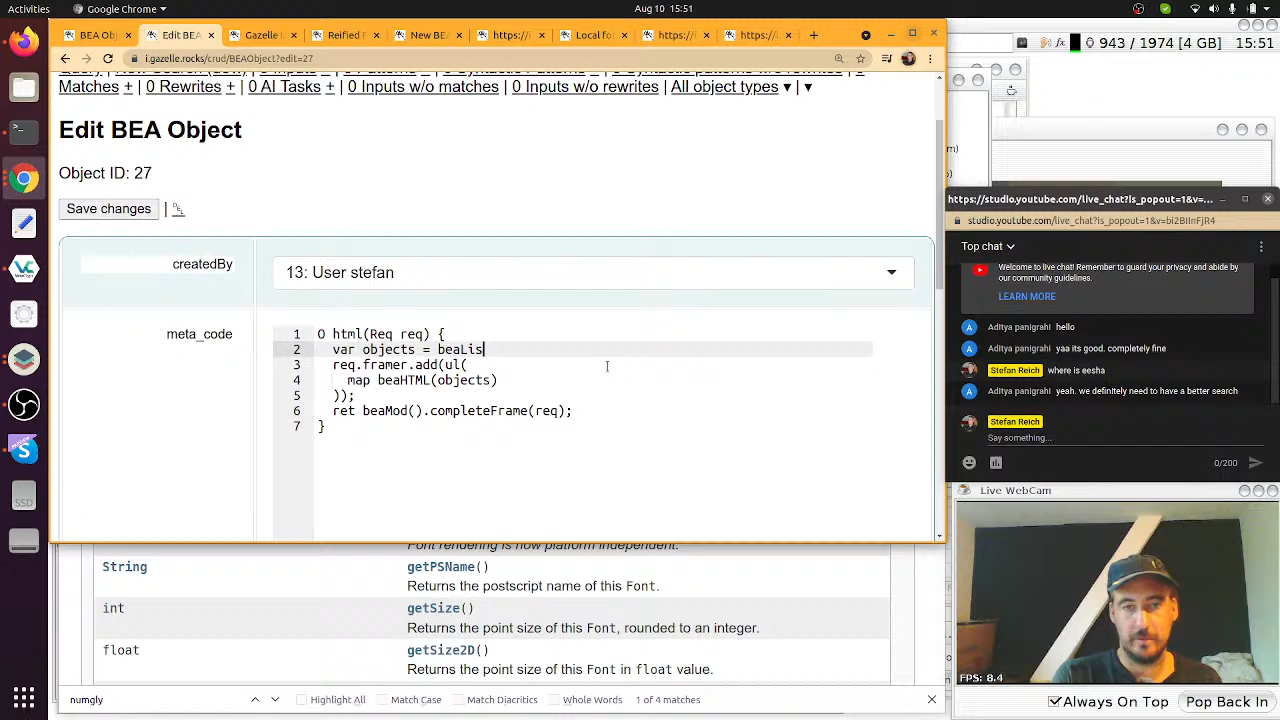 Activities
Google Chrome
Aug 10 15:51
BEA Obj
Edit BEA
Gazelle I
Reified F
New BEA
https://i
Local fo
https://i
i.gazelle.rocks/crud/BEAObject?edit=27
943 / 1974 [4 GB]
15:51
Matches + | 0 Rewrites + | 0 AI Tasks + | 0 Inputs w/o matches | 0 Inputs w/o rewrites | All object types ▾ | ▾
Edit BEA Object
Object ID: 27
Save changes |
createdBy
13: User stefan
meta_code
1 O html(Req req) {
2 var objects = beaLis
3 req.framer.add(ul(
4 map beaHTML(objects)
5 ));
6 ret beaMod().completeFrame(req);
7 }
Font rendering is now platform independent.
String getPSName()
Returns the postscript name of this Font.
int getSize()
Returns the point size of this Font, rounded to an integer.
float getSize2D()
Returns the point size of this Font in float value.
numgly
Highlight All
Match Case
Match Diacritics
Whole Words
1 of 4 matches
https://studio.youtube.com/live_chat?is_popout=1&v=...
studio.youtube.com/live_chat?is_popout=1&v=bi2BIInFjR4
Top chat
Welcome to live chat! Remember to guard your privacy and abide by
our community guidelines.
LEARN MORE
A Aditya panigrahi hello
A Aditya panigrahi yaa its good. completely fine
Stefan Reich where is eesha
A Aditya panigrahi yeah. we definitely need to have a better search
Stefan Reich
Say something...
0/200
Live WebCam
FPS: 8.4
Always On Top
Pop Back In
SSD